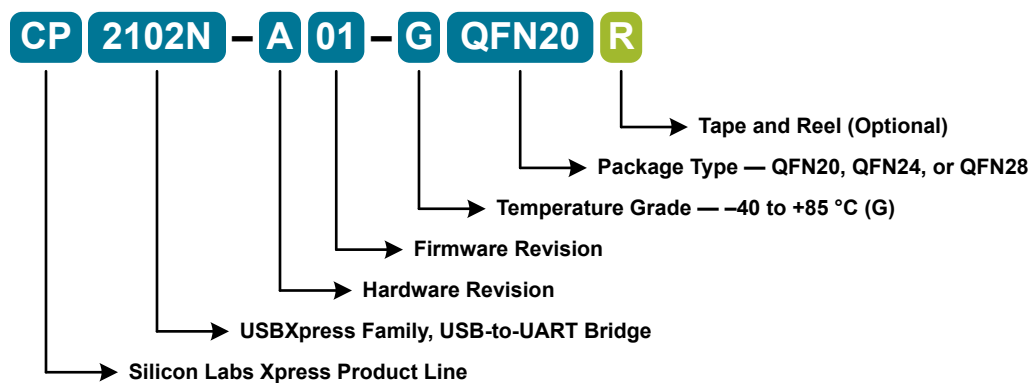 CP 2102N – A 01 – G QFN20 R
Tape and Reel (Optional)
Package Type — QFN20, QFN24, or QFN28
Temperature Grade — –40 to +85 °C (G)
Firmware Revision
Hardware Revision
USBXpress Family, USB-to-UART Bridge
Silicon Labs Xpress Product Line